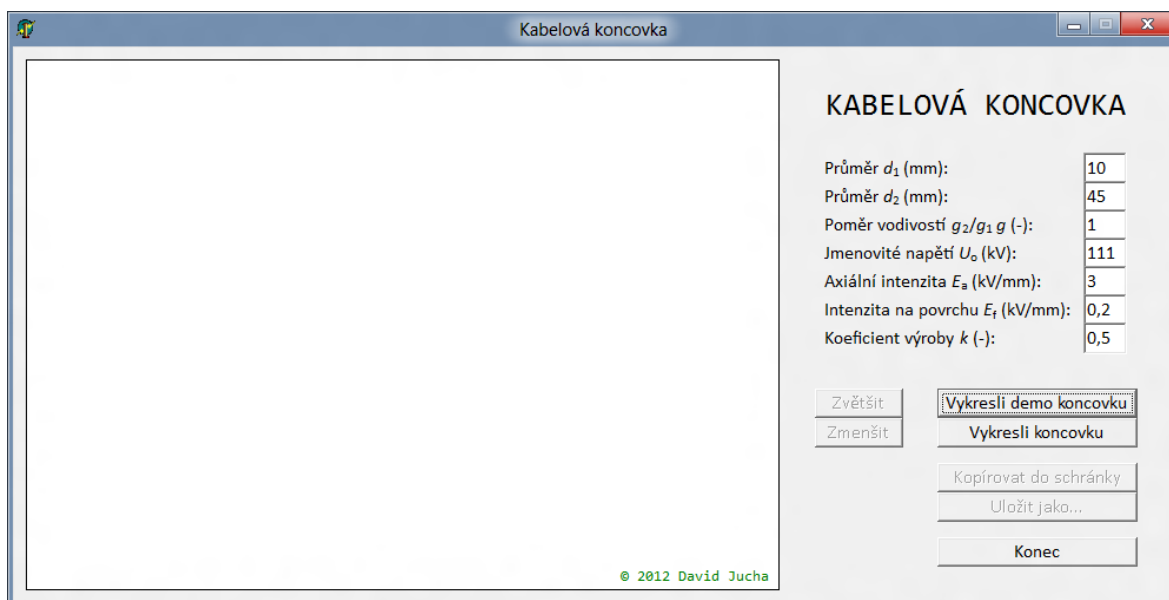 Kabelová koncovka
KABELOVÁ KONCOVKA
Průměr d1 (mm): 10
Průměr d2 (mm): 45
Poměr vodivostí g2/g1 g (-): 1
Jmenovité napětí Uo (kV): 111
Axiální intenzita Ea (kV/mm): 3
Intenzita na povrchu Ef (kV/mm): 0,2
Koeficient výroby k (-): 0,5
Zvětšit Vykresli demo koncovku
Zmenšit Vykresli koncovku
Kopírovat do schránky
Uložit jako...
Konec
© 2012 David Jucha